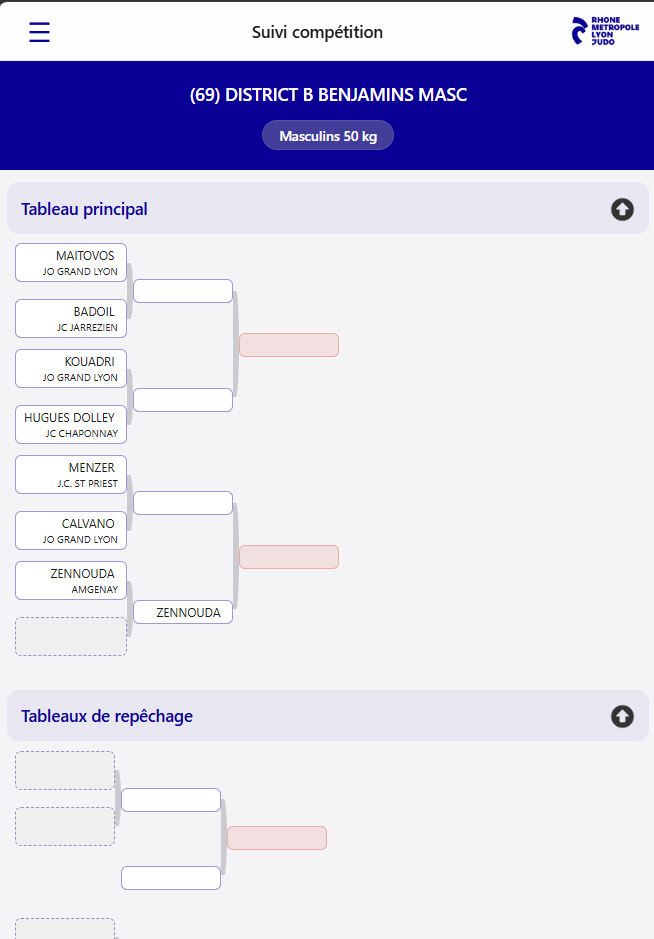 Suivi compétition
RHONE
METROPOLE
LYON
JUDO
(69) DISTRICT B BENJAMINS MASC
Masculins 50 kg
Tableau principal
MAITOVOS
JO GRAND LYON
BADOIL
JC JARREZIEN
KOUADRI
JO GRAND LYON
HUGUES DOLLEY
JC CHAPONNAY
MENZER
J.C. ST PRIEST
CALVANO
JO GRAND LYON
ZENNOUDA
AMGENAY
ZENNOUDA
Tableaux de repêchage